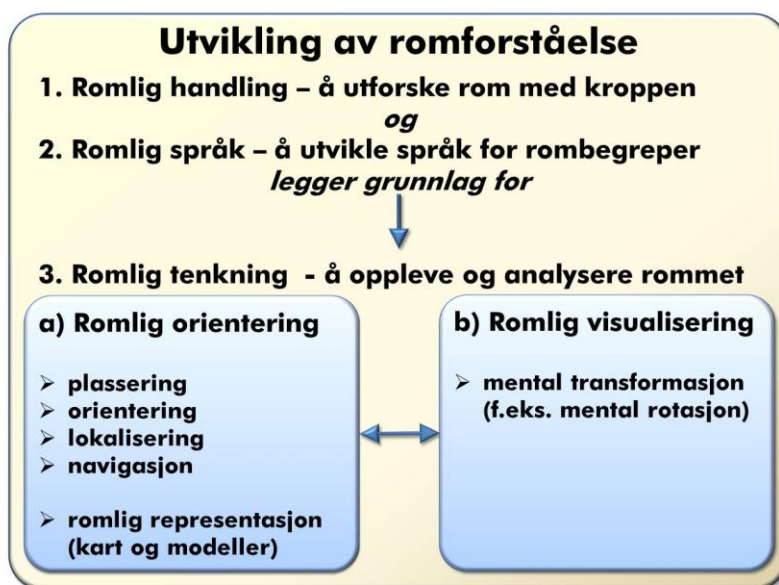 Utvikling av romforståelse
1. Romlig handling – å utforske rom med kroppen
og
2. Romlig språk – å utvikle språk for rombegreper
legger grunnlag for
3. Romlig tenkning - å oppleve og analysere rommet
a) Romlig orientering
➢ plassering
➢ orientering
➢ lokalisering
➢ navigasjon
➢ romlig representasjon
(kart og modeller)
b) Romlig visualisering
➢ mental transformasjon
(f.eks. mental rotasjon)